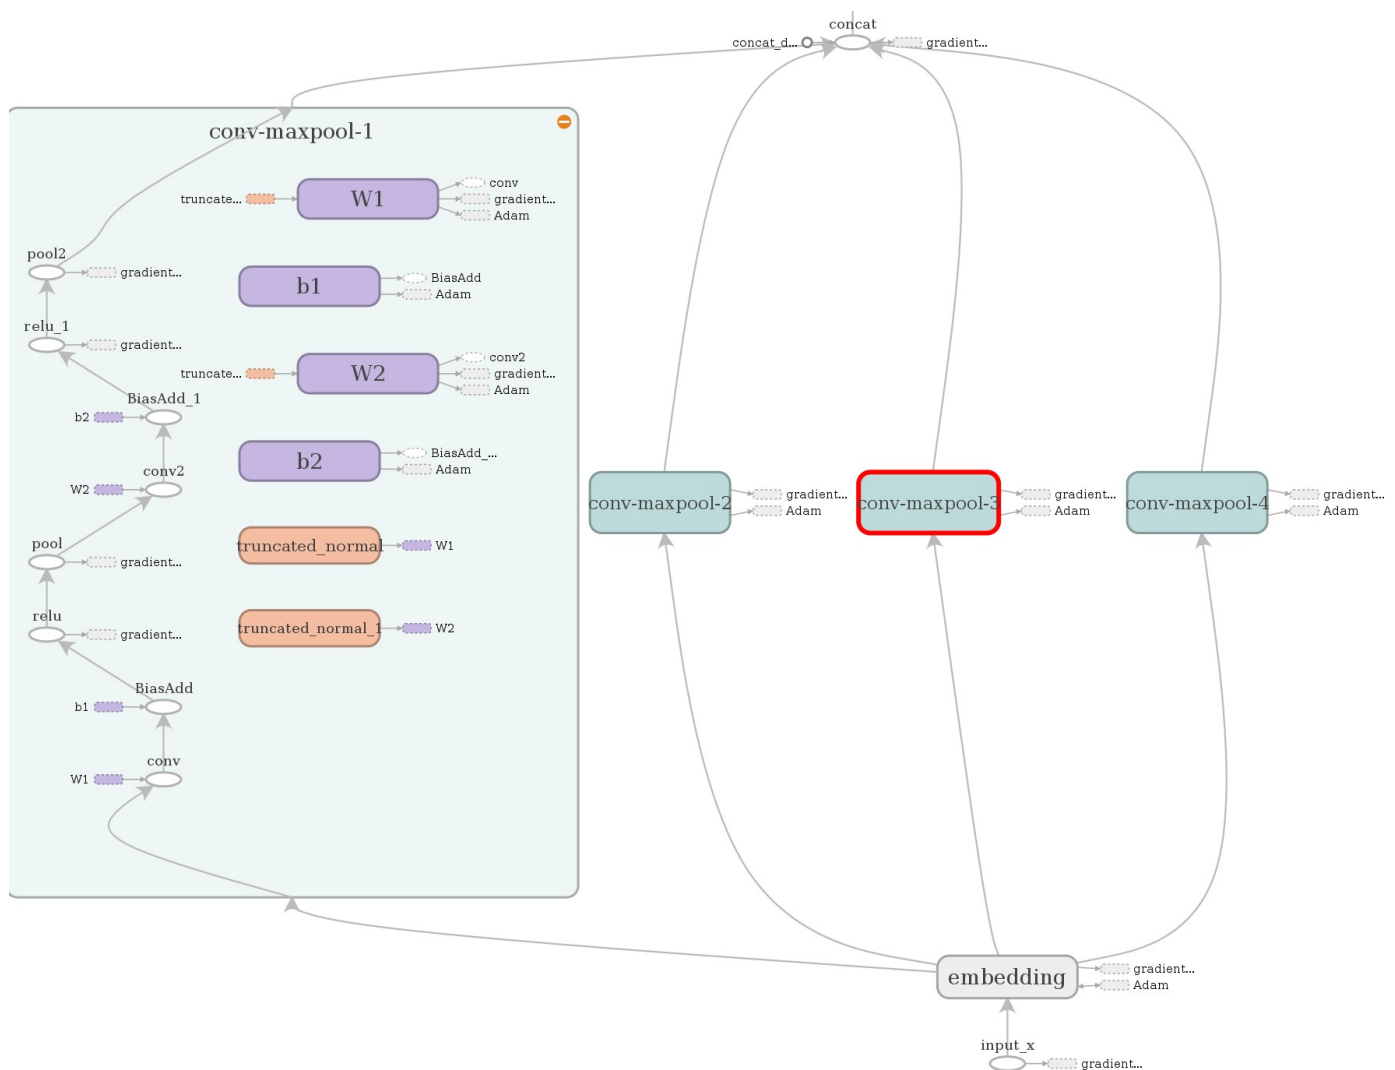 concat
concat_d...
gradient...
conv-maxpool-1
truncate...
W1
conv
gradient...
Adam
pool2
gradient...
b1
BiasAdd
Adam
relu_1
gradient...
truncate...
W2
conv2
gradient...
Adam
BiasAdd_1
b2
b2
BiasAdd_...
Adam
conv2
W2
truncated_normal
W1
pool
gradient...
relu
gradient...
truncated_normal_1
W2
BiasAdd
b1
conv
W1
conv-maxpool-2
gradient...
Adam
conv-maxpool-3
gradient...
Adam
conv-maxpool-4
gradient...
Adam
embedding
gradient...
Adam
input_x
gradient...